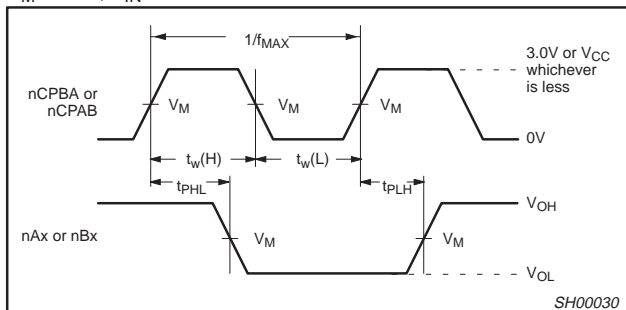 M
IN
1/fMAX
3.0V or VCC
whichever
is less
nCPBA or
nCPAB
VM
VM
VM
0V
tw(H)
tw(L)
tPHL
tPLH
VOH
nAx or nBx
VM
VM
VOL
SH00030